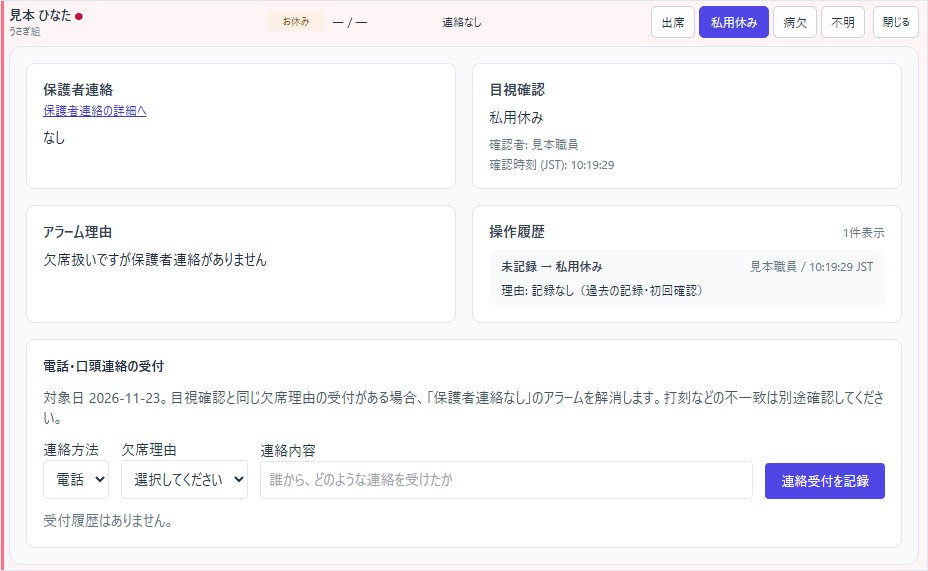 見本 ひなた
うさぎ組
お休み
— / —
連絡なし
出席
私用休み
病欠
不明
閉じる
保護者連絡
保護者連絡の詳細へ
なし
目視確認
私用休み
確認者: 見本職員
確認時刻 (JST): 10:19:29
アラーム理由
欠席扱いですが保護者連絡がありません
操作履歴
1件表示
未記録 → 私用休み
見本職員 / 10:19:29 JST
理由: 記録なし（過去の記録・初回確認）
電話・口頭連絡の受付
対象日 2026-11-23。目視確認と同じ欠席理由の受付がある場合、「保護者連絡なし」のアラームを解消します。打刻などの不一致は別途確認してくださ
い。
連絡方法
欠席理由
連絡内容
電話
選択してください
誰から、どのような連絡を受けたか
連絡受付を記録
受付履歴はありません。